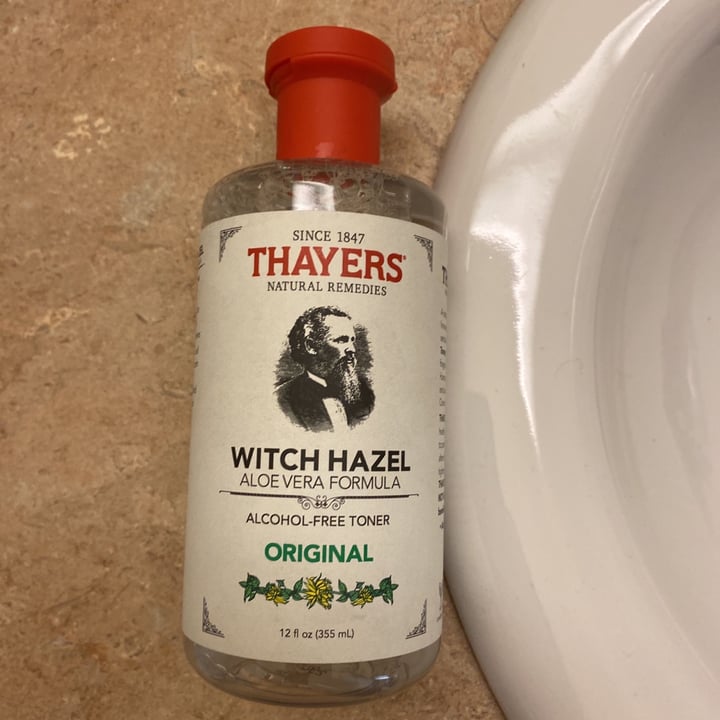 SINCE 1847
THAYERS®
NATURAL REMEDIES
WITCH HAZEL
ALOE VERA FORMULA
ALCOHOL-FREE TONER
ORIGINAL
12 fl oz (355 mL)